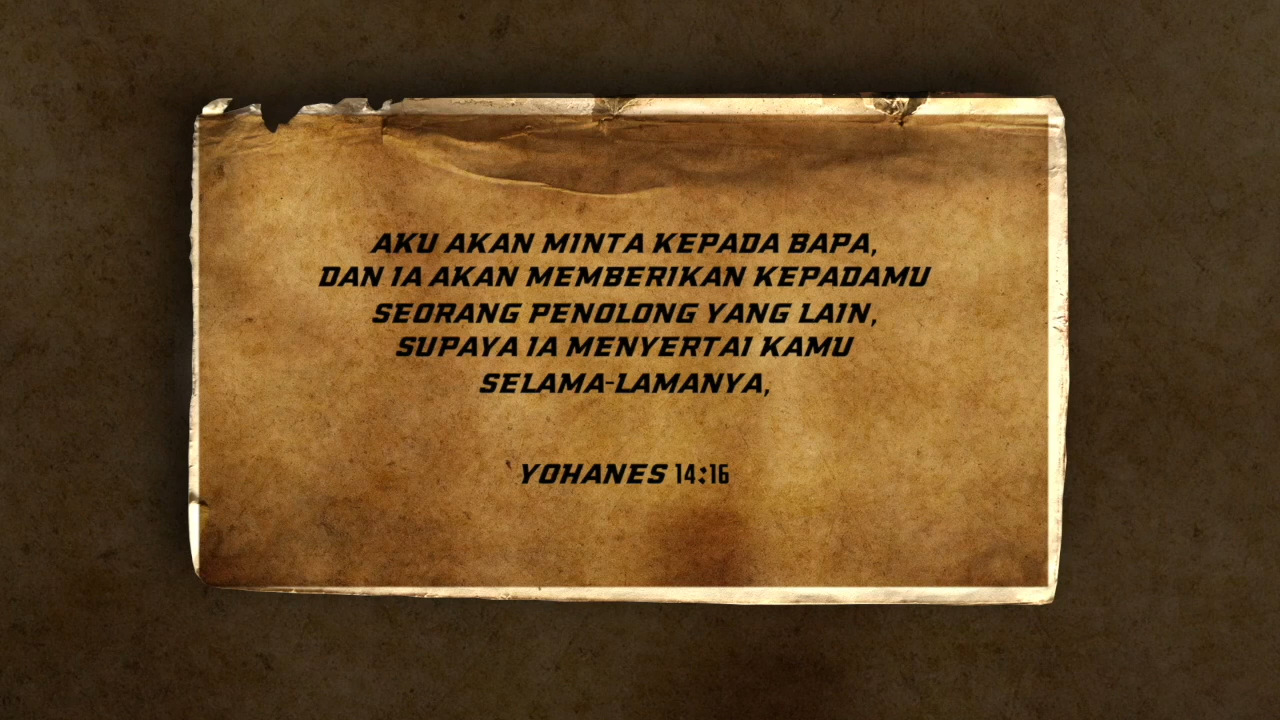 AKU AKAN MINTA KEPADA BAPA,
DAN IA AKAN MEMBERIKAN KEPADAMU
SEORANG PENOLONG YANG LAIN,
SUPAYA IA MENYERTAI KAMU
SELAMA-LAMANYA,
YOHANES 14:16